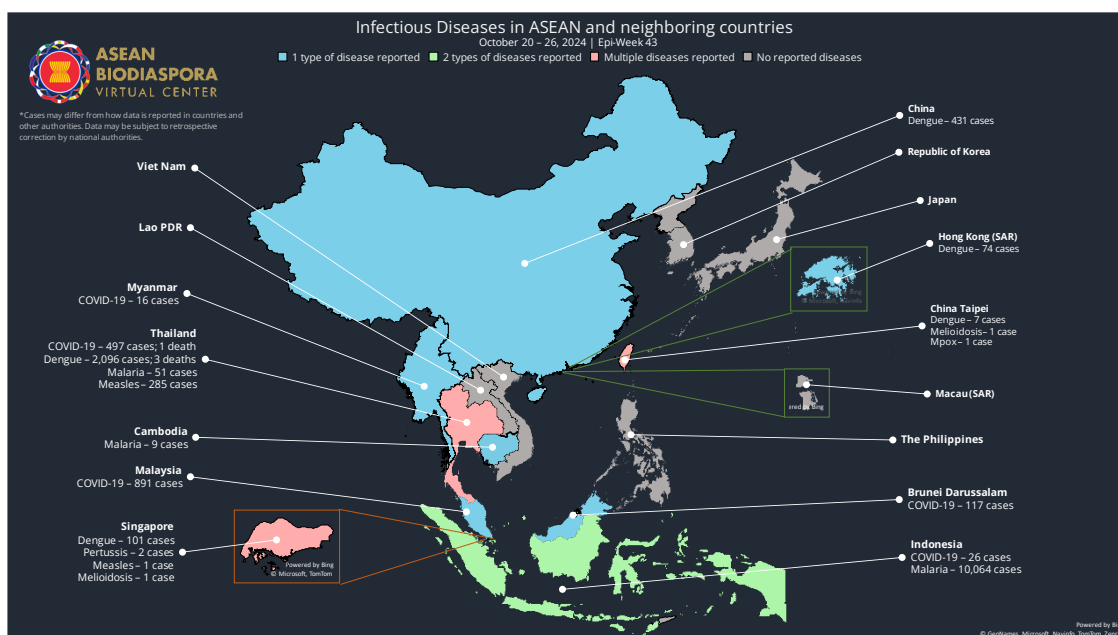 Infectious Diseases in ASEAN and neighboring countries
October 20 – 26, 2024 | Epi-Week 43
1 type of disease reported
2 types of diseases reported
Multiple diseases reported
No reported diseases
ASEAN
BIODIASPORA
VIRTUAL CENTER
*Cases may differ from how data is reported in countries and
other authorities. Data may be subject to retrospective
correction by national authorities.
Viet Nam
Lao PDR
Myanmar
COVID-19 – 16 cases
Thailand
COVID-19 – 497 cases; 1 death
Dengue – 2,096 cases; 3 deaths
Malaria – 51 cases
Measles – 285 cases
Cambodia
Malaria – 9 cases
Malaysia
COVID-19 – 891 cases
Singapore
Dengue – 101 cases
Pertussis – 2 cases
Measles – 1 case
Melioidosis – 1 case
Powered by Bing
© Microsoft, TomTom
China
Dengue – 431 cases
Republic of Korea
Japan
Hong Kong (SAR)
Dengue – 74 cases
China Taipei
Dengue – 7 cases
Melioidosis – 1 case
Mpox – 1 case
Macau (SAR)
ered by Bing
The Philippines
Brunei Darussalam
COVID-19 – 117 cases
Indonesia
COVID-19 – 26 cases
Malaria – 10,064 cases
Powered by Bi
© GeoNames, Microsoft, Navinfo, TomTom, Zenr